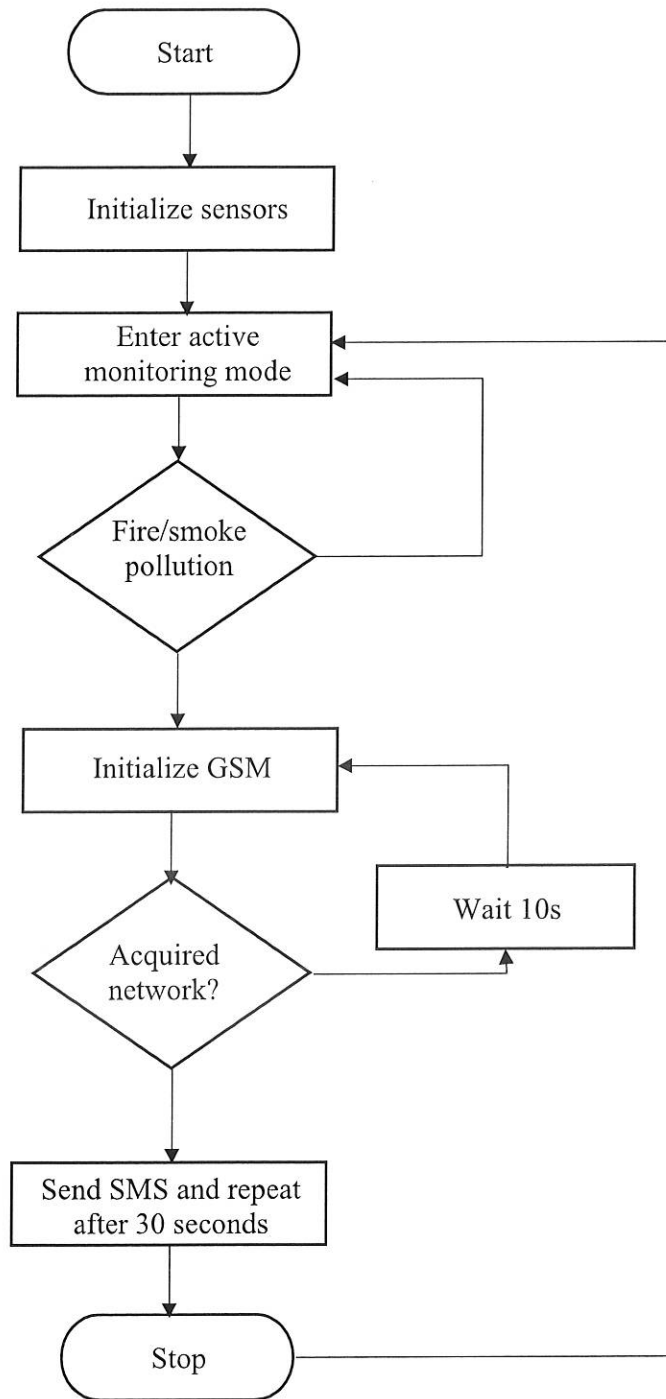 Start
Initialize sensors
Enter active
monitoring mode
Fire/smoke
pollution
Initialize GSM
Wait 10s
Acquired
network?
Send SMS and repeat
after 30 seconds
Stop